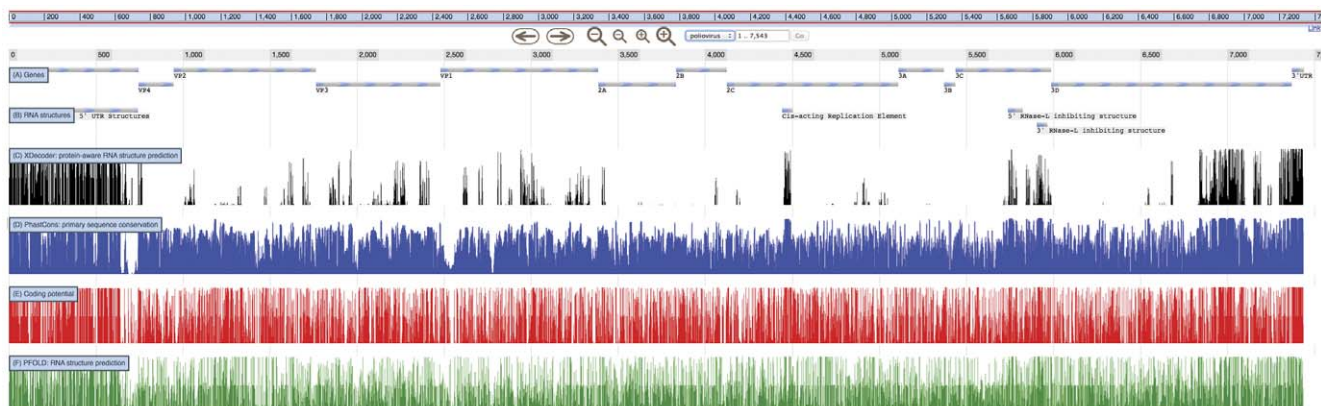 0 200 400 600 800 1,000 1,200 1,400 1,600 1,800 2,000 2,200 2,400 2,600 2,800 3,000 3,200 3,400 3,600 3,800 4,000 4,200 4,400 4,600 4,800 5,000 5,200 5,400 5,600 5,800 6,000 6,200 6,400 6,600 6,800 7,000 7,200
poliovirus 1 .. 7,543 Go
0 500 1,000 1,500 2,000 2,500 3,000 3,500 4,000 4,500 5,000 5,500 6,000 6,500 7,000
(A) Genes VP2 VP1 2B 3A 3C 3'UTR
VP4 VP3 2A 2C 3B 3D
(B) RNA structures 5' UTR Structures Cis-acting Replication Element 5' RNase-L inhibiting structure
3' RNase-L inhibiting structure
(C) XDecoder: protein-aware RNA structure prediction
(D) PhastCons: primary sequence conservation
(E) Coding potential
(F) PFOLD: RNA structure prediction